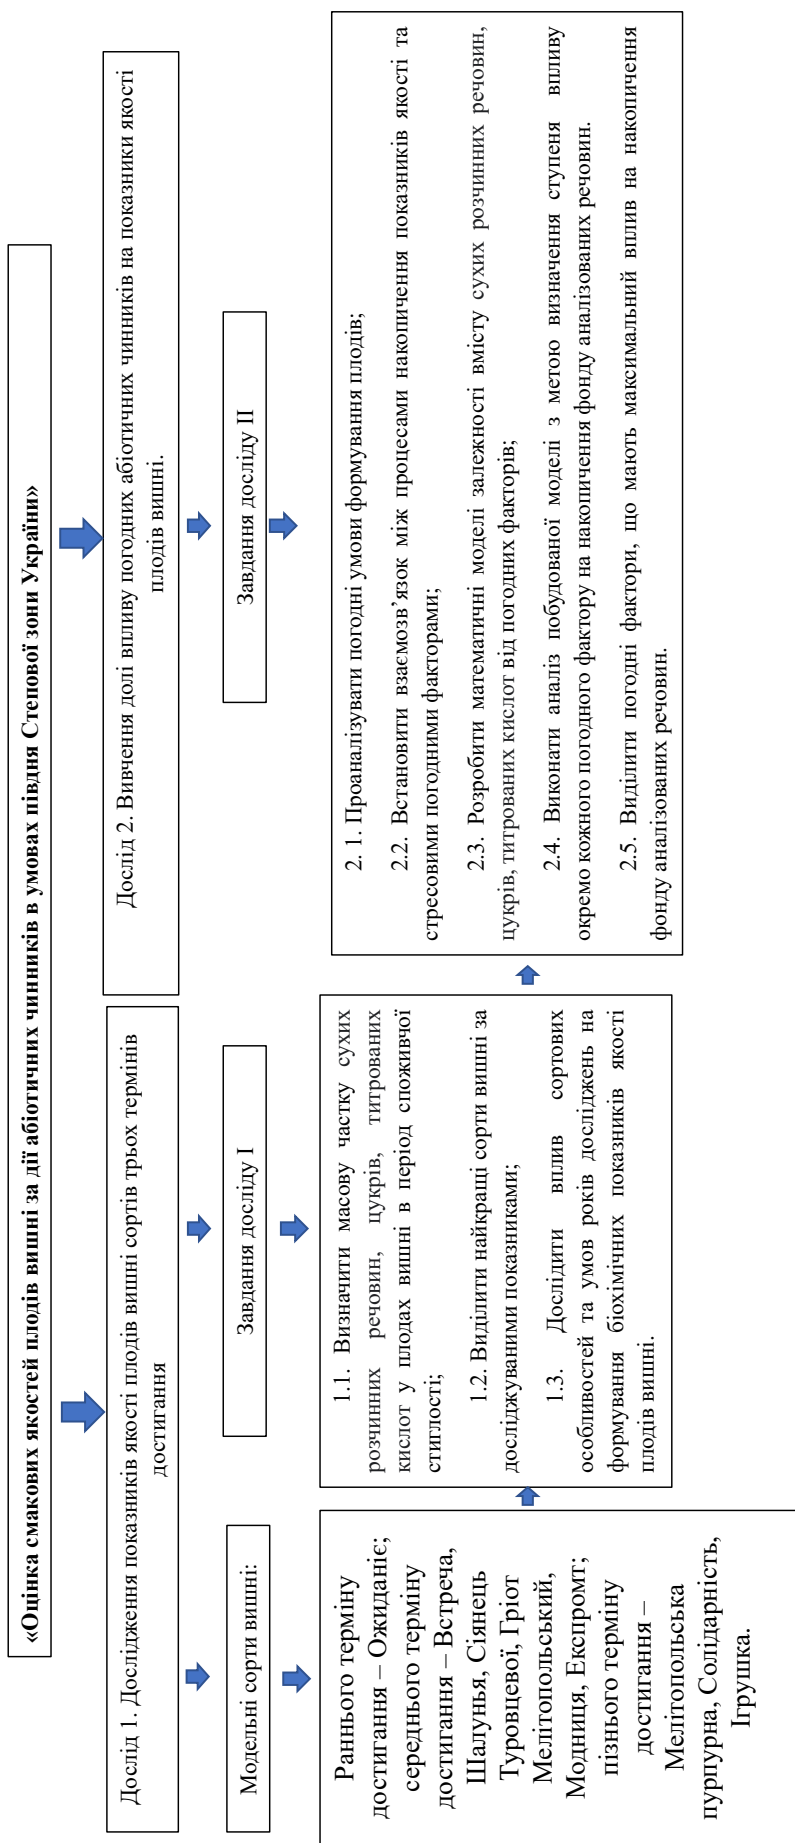 «Оцінка смакових якостей плодів вишні за дії абіотичних чинників в умовах півдня Степової зони України»
Дослід 1. Дослідження показників якості плодів вишні сортів трьох термінів
достигання
Дослід 2. Вивчення долі впливу погодних абіотичних чинників на показники якості
плодів вишні.
Модельні сорти вишні:
Завдання досліду I
Завдання досліду II
Раннього терміну
достигання – Ожиданіє;
середнього терміну
достигання – Встреча,
Шалунья, Сіянець
Туровцевої, Гріот
Мелітопольський,
Модниця, Експромт;
пізнього терміну
достигання –
Мелітопольська
пурпурна, Солідарність,
Ігрушка.
1.1. Визначити масову частку сухих
розчинних речовин, цукрів, титрованих
кислот у плодах вишні в період споживчої
стиглості;
1.2. Виділити найкращі сорти вишні за
досліджуваними показниками;
1.3. Дослідити вплив сортових
особливостей та умов років досліджень на
формування біохімічних показників якості
плодів вишні.
2. 1. Проаналізувати погодні умови формування плодів;
2.2. Встановити взаємозв'язок між процесами накопичення показників якості та
стресовими погодними факторами;
2.3. Розробити математичні моделі залежності вмісту сухих розчинних речовин,
цукрів, титрованих кислот від погодних факторів;
2.4. Виконати аналіз побудованої моделі з метою визначення ступеня впливу
окремо кожного погодного фактору на накопичення фонду аналізованих речовин.
2.5. Виділити погодні фактори, що мають максимальний вплив на накопичення
фонду аналізованих речовин.